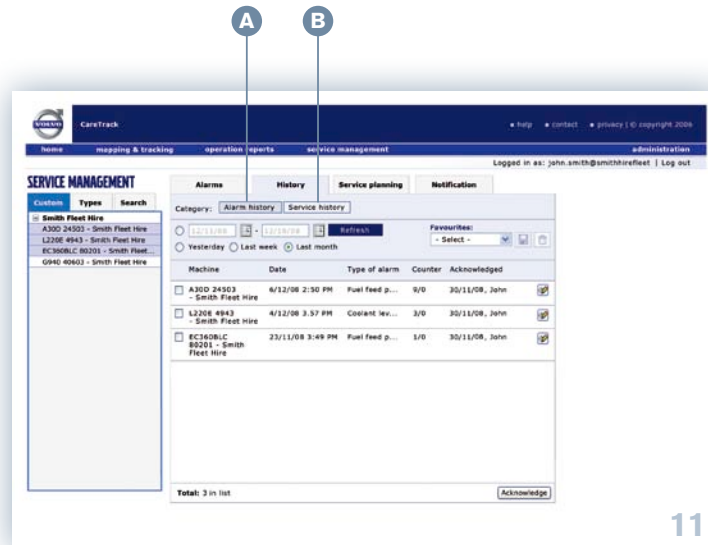 A B
VOLVO
CareTrack
help contact privacy | © copyright 2006
home mapping & tracking operation reports service management administration
Logged in as: john.smith@smithhirefleet | Log out
SERVICE MANAGEMENT
Custom Types Search
Smith Fleet Hire
A30D 24503 - Smith Fleet Hire
L220E 4943 - Smith Fleet Hire
EC360BLC 80201 - Smith Fleet...
G940 40603 - Smith Fleet Hire
Alarms History Service planning Notification
Category: Alarm history Service history
12/11/08 - 12/19/08 Refresh
Favourites:
- Select -
Yesterday Last week Last month
Machine Date Type of alarm Counter Acknowledged
A30D 24503 - Smith Fleet Hire 6/12/08 2:50 PM Fuel feed p... 9/0 30/11/08, John
L220E 4943 - Smith Fleet Hire 4/12/08 3.57 PM Coolant lev... 3/0 30/11/08, John
EC360BLC 80201 - Smith Fleet Hire 23/11/08 3:49 PM Fuel feed p... 1/0 30/11/08, John
Total: 3 in list
Acknowledge
11